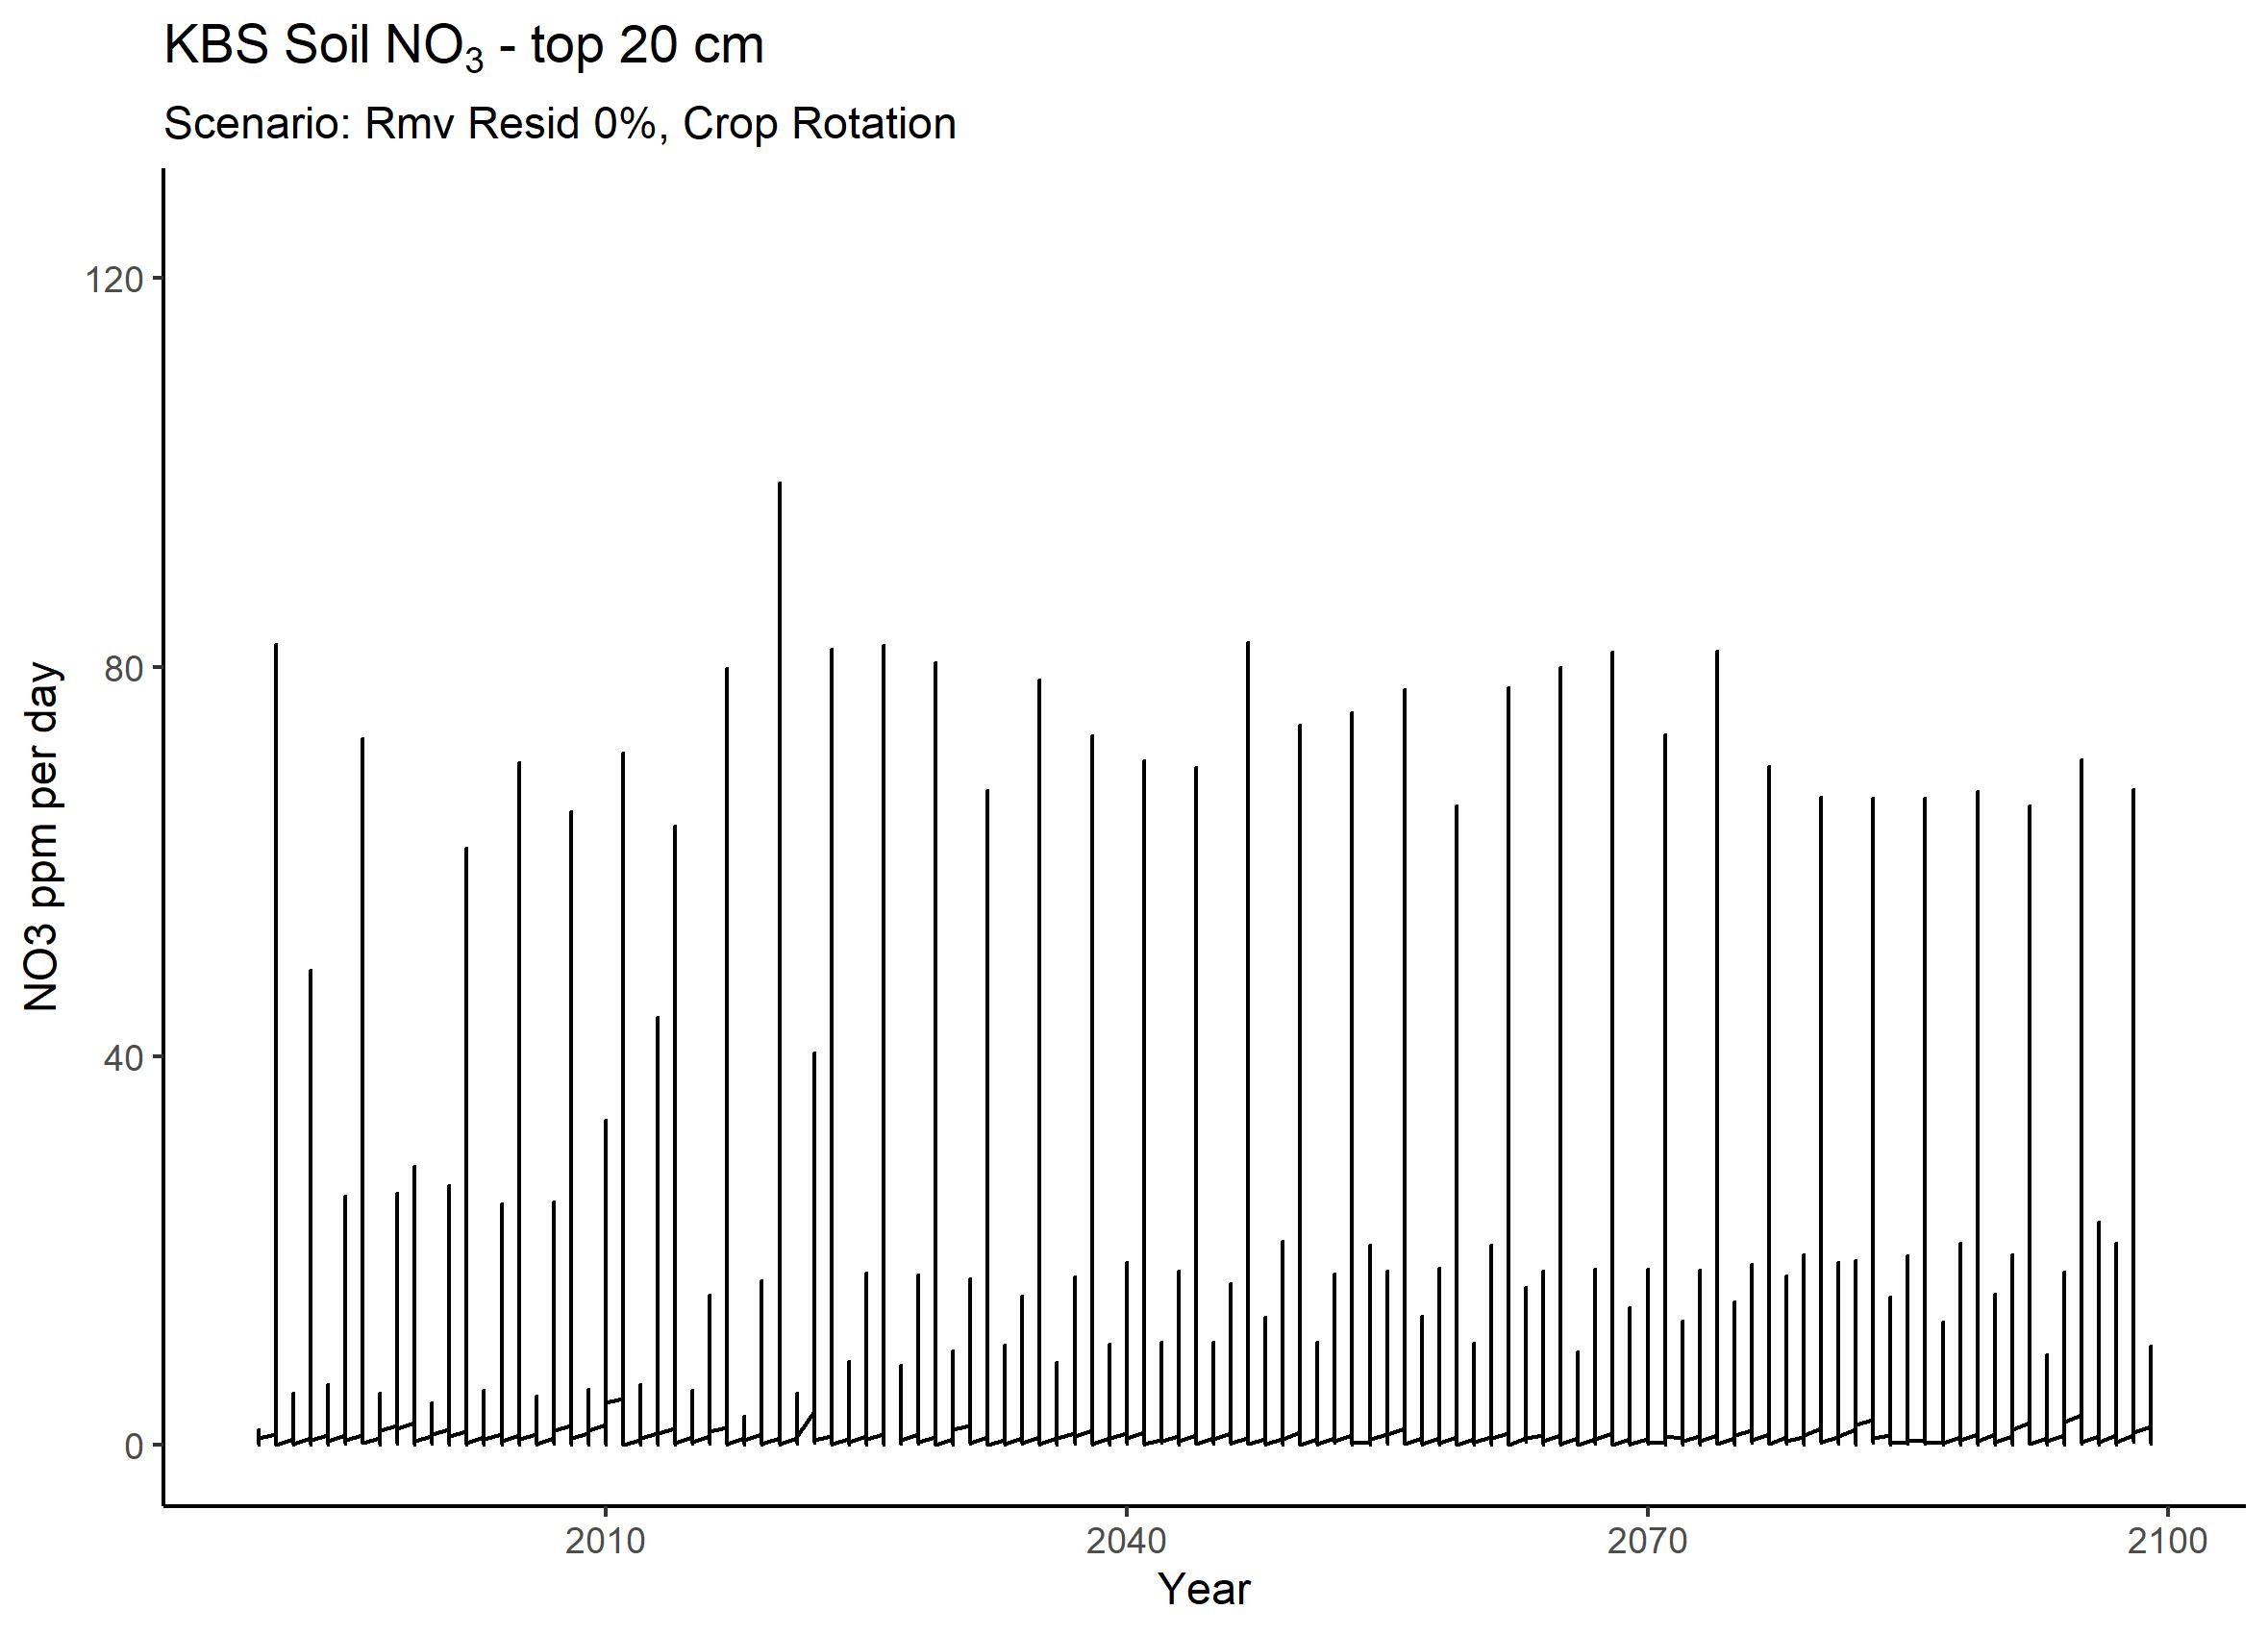 KBS Soil NO₃ - top 20 cm
Scenario: Rmv Resid 0%, Crop Rotation
NO3 ppm per day
120
80
40
0
2010 2040 2070 2100
Year